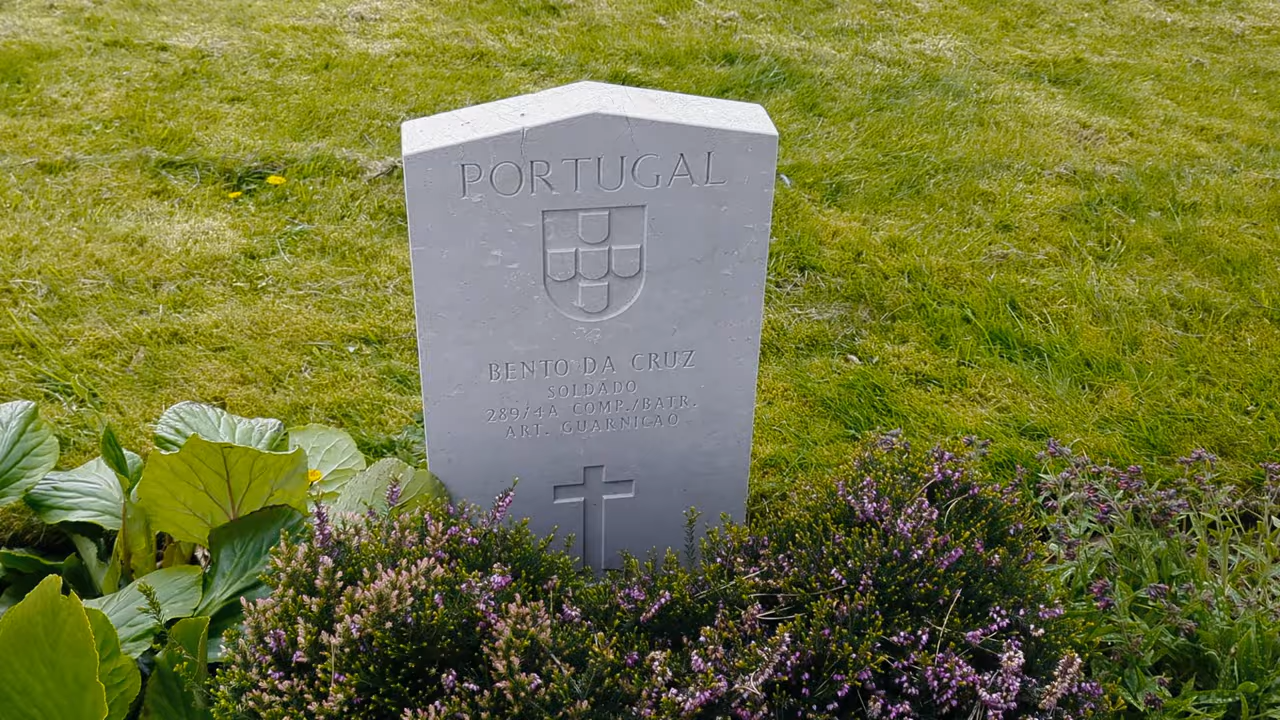 PORTUGAL
BENTO DA CRUZ
SOLDADO
289/4A COMP./BATR.
ART. GUARNICAO